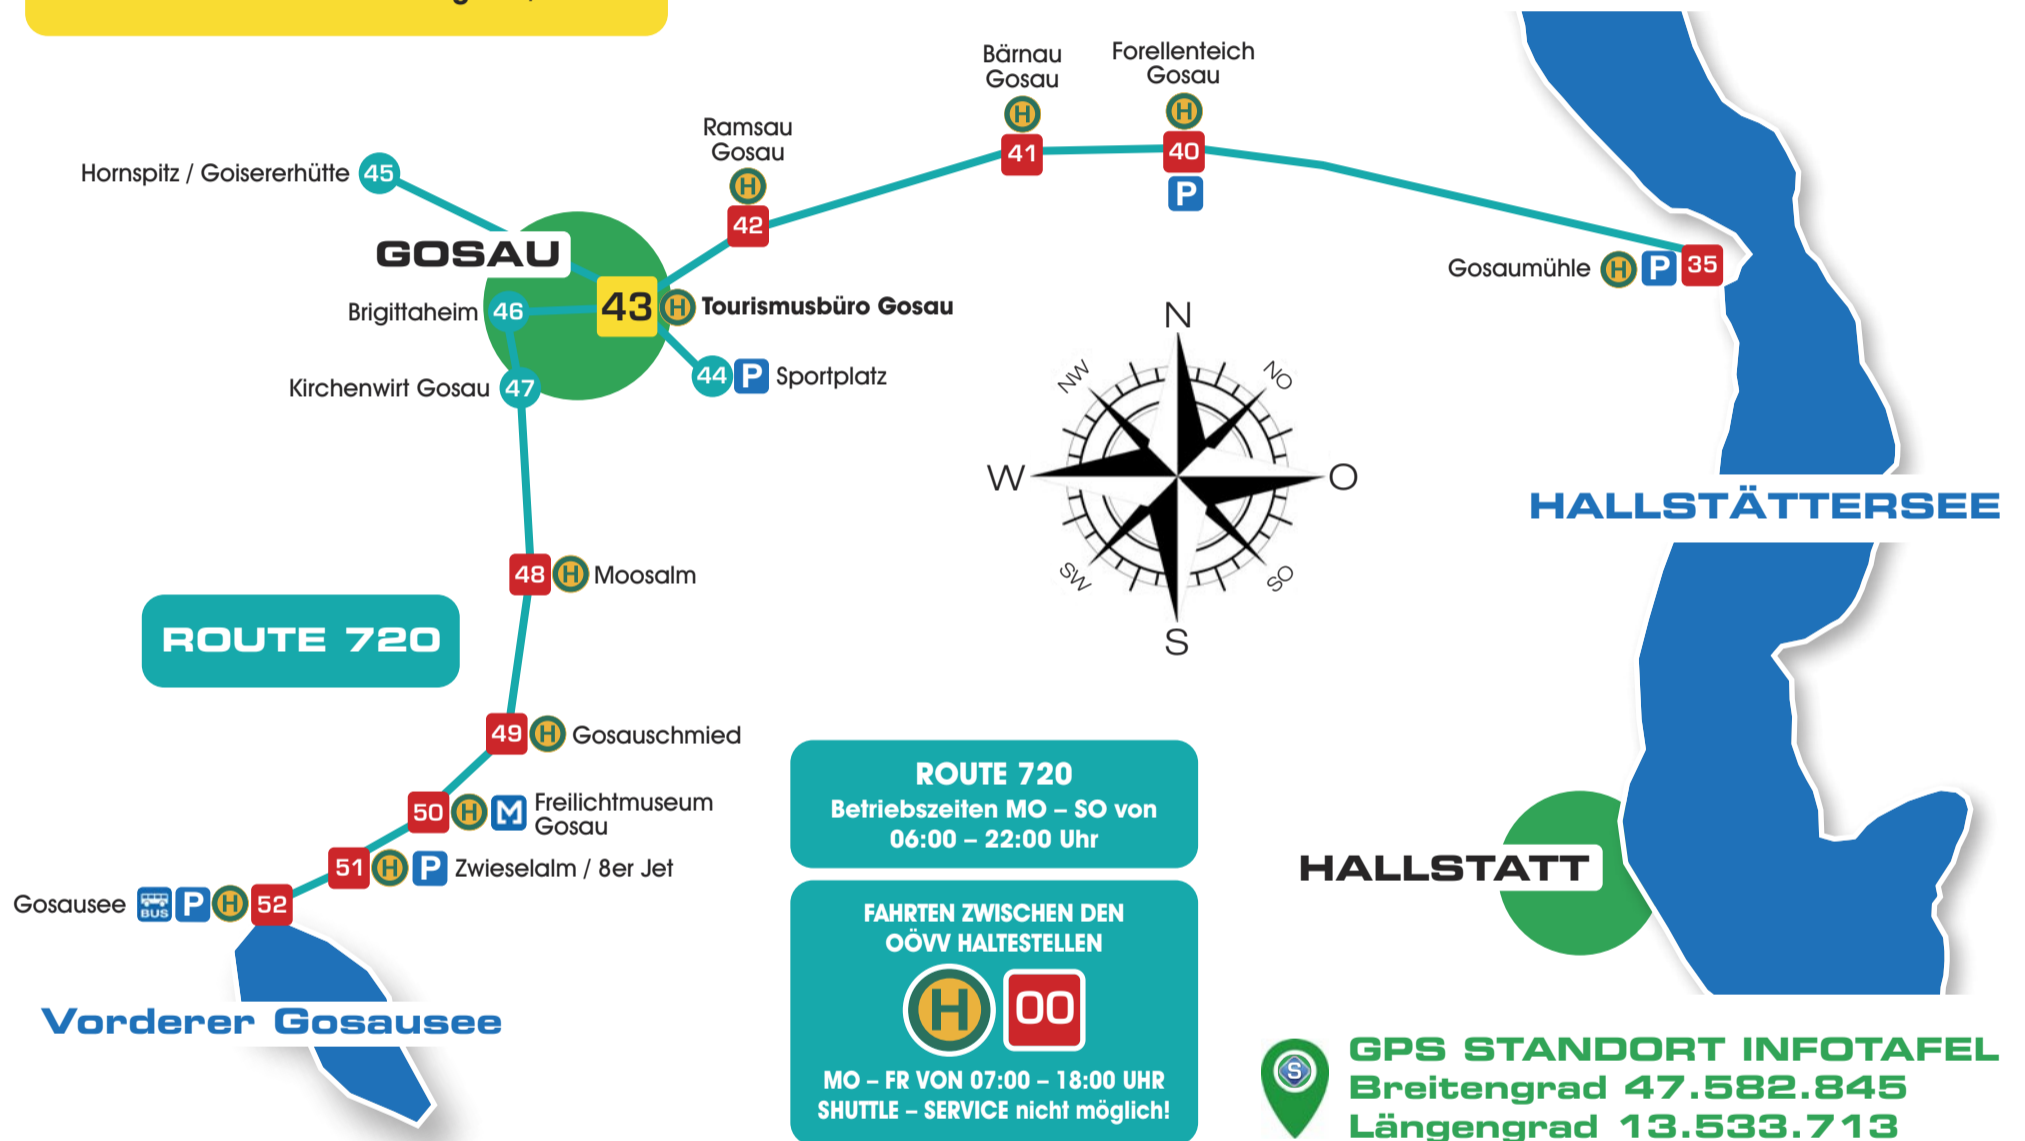 Bärnau
Gosau
H
41
Forellenteich
Gosau
H
40
P
Ramsau
Gosau
H
42
Hornspitz / Goisererhütte 45
GOSAU
Gosaumühle H P 35
Brigittaheim 46
43 H Tourismusbüro Gosau
Kirchenwirt Gosau 47
44 P Sportplatz
N
NW
NO
W
O
SW
SO
S
HALLSTÄTTERSEE
48 H Moosalm
ROUTE 720
49 H Gosauschmied
50 H M Freilichtmuseum
Gosau
51 H P Zwieselalm / 8er Jet
Gosausee BUS P H 52
Vorderer Gosausee
ROUTE 720
Betriebszeiten MO – SO von
06:00 – 22:00 Uhr
FAHRTEN ZWISCHEN DEN
OÖVV HALTESTELLEN
H 00
MO – FR VON 07:00 – 18:00 UHR
SHUTTLE – SERVICE nicht möglich!
HALLSTATT
S
GPS STANDORT INFOTAFEL
Breitengrad 47.582.845
Längengrad 13.533.713